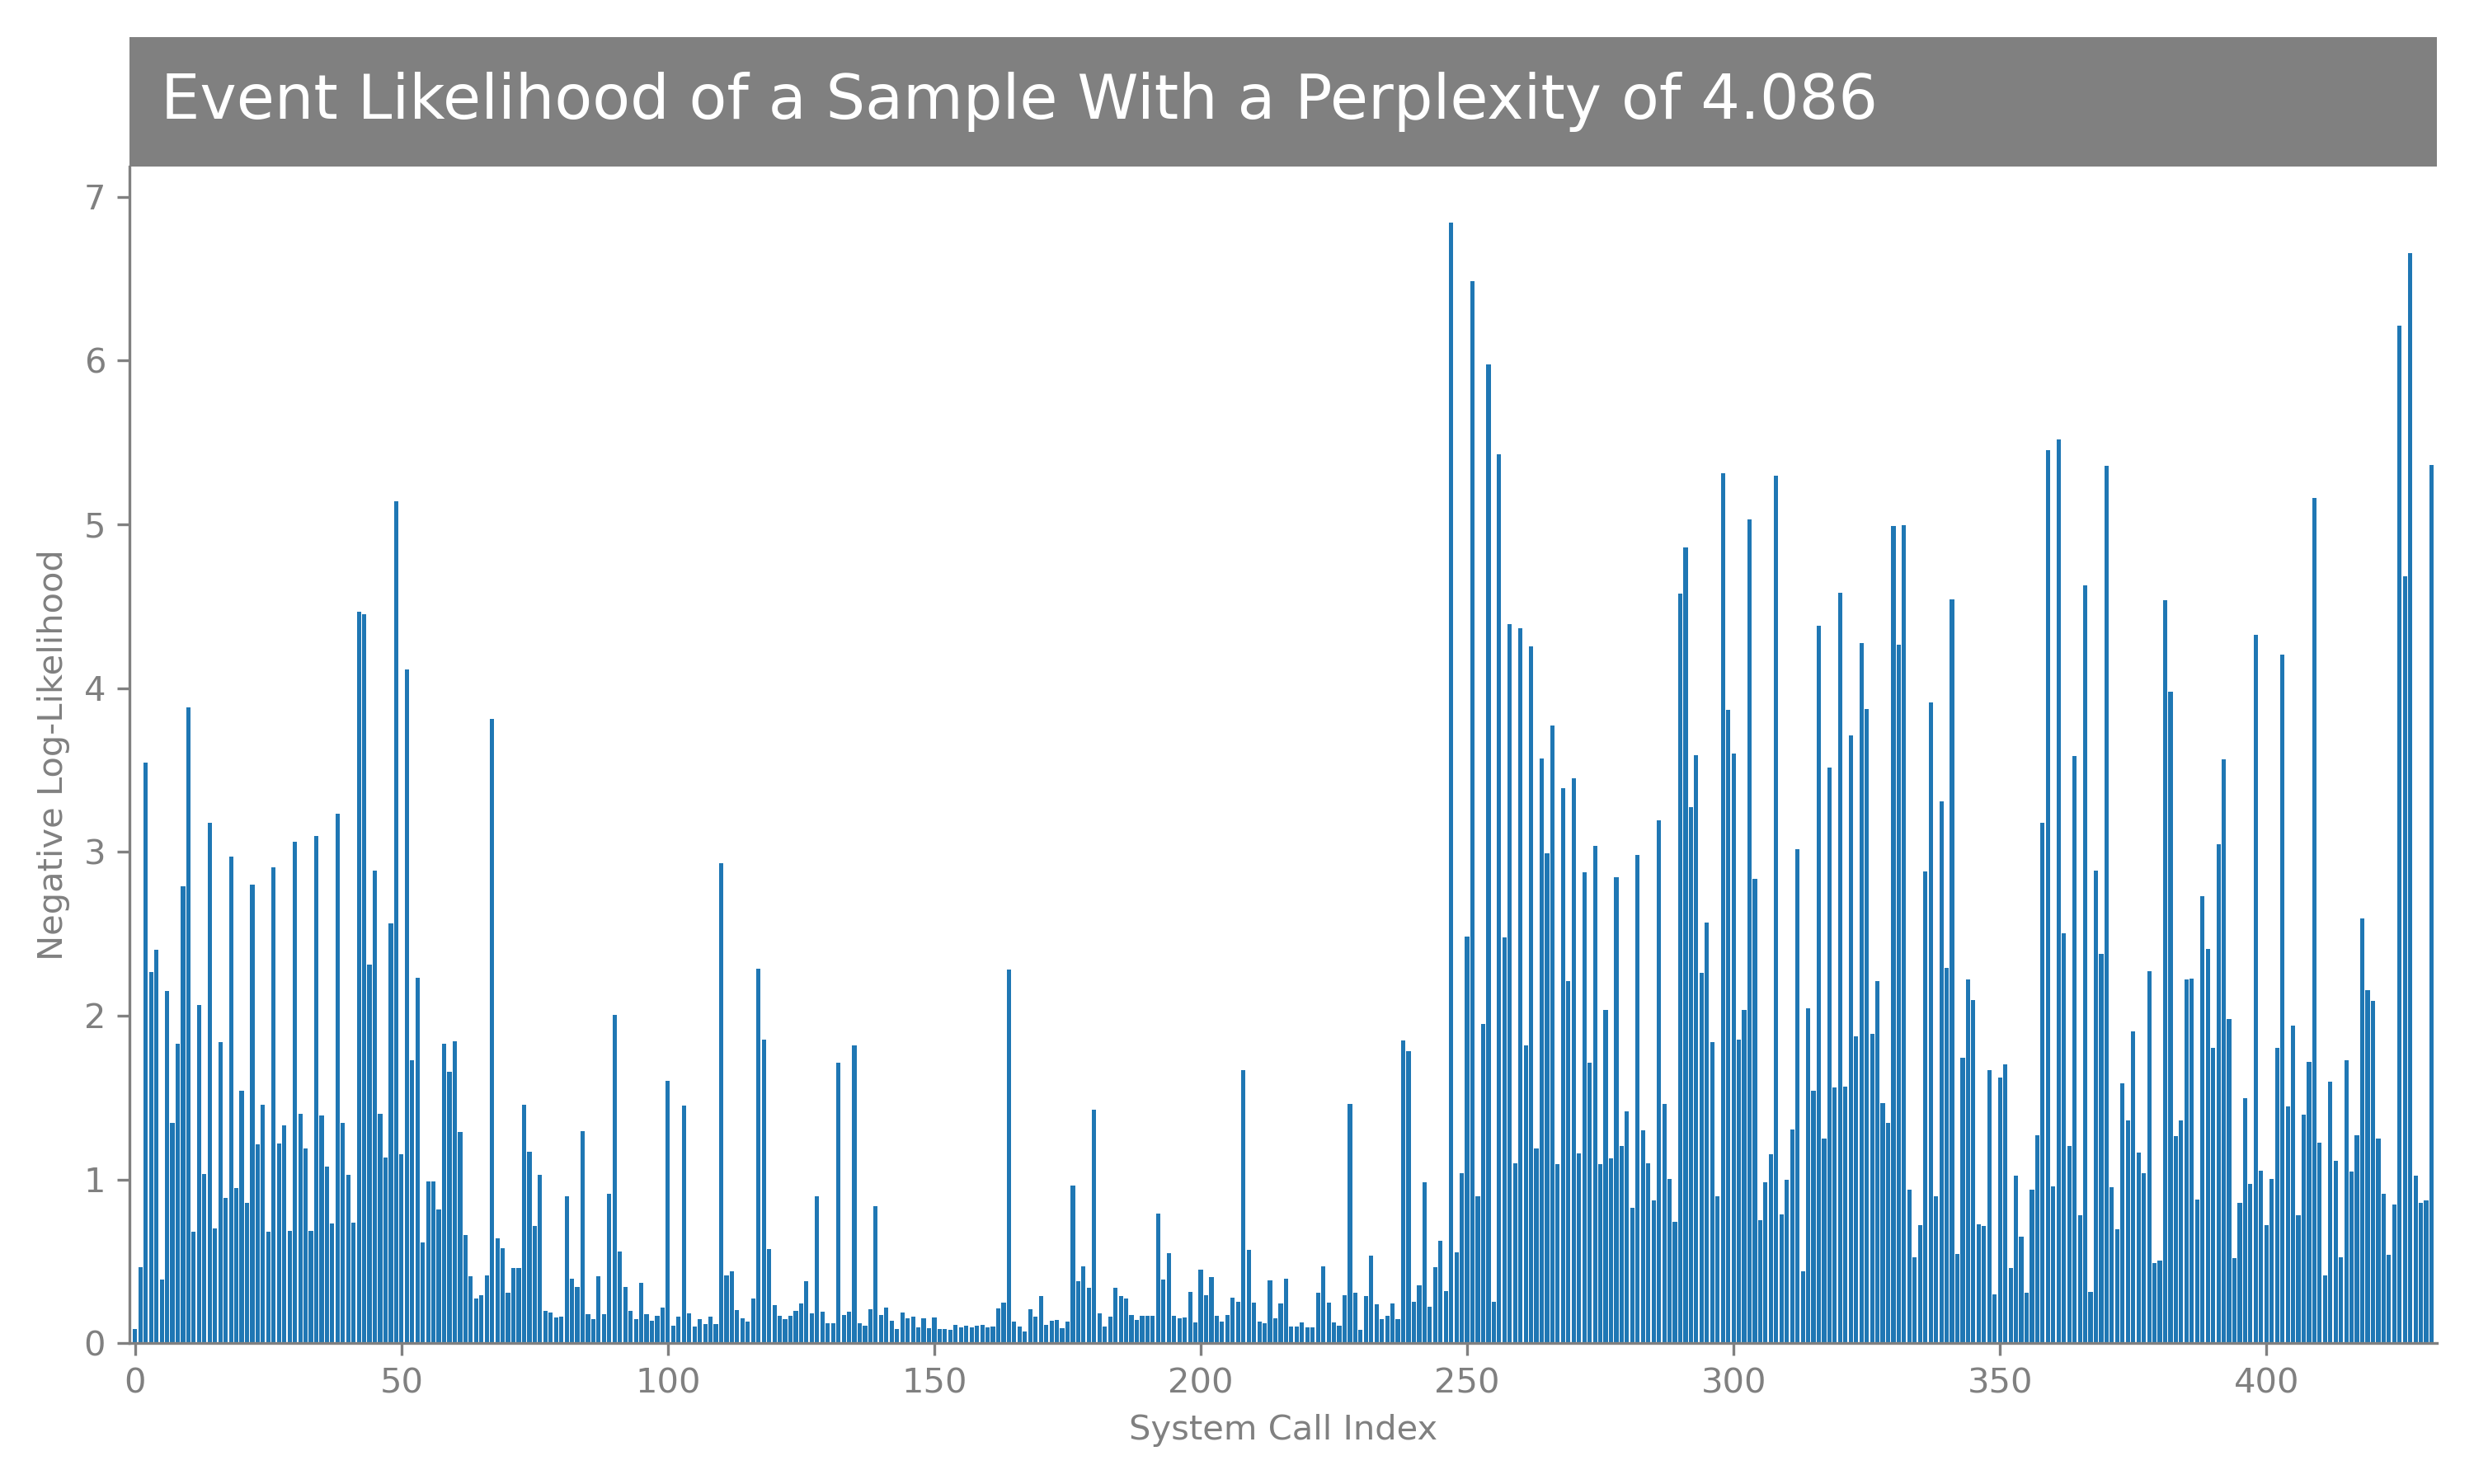 Event Likelihood of a Sample With a Perplexity of 4.086
7
6
5
4
3
2
1
0
Negative Log-Likelihood
0 50 100 150 200 250 300 350 400
System Call Index